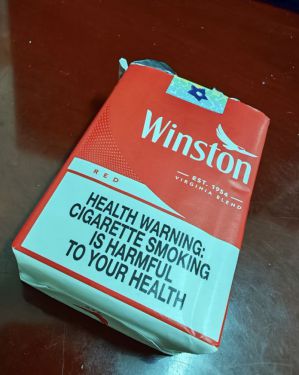 Winston
EST. 1954
VIRGINIA BLEND
RED
HEALTH WARNING:
CIGARETTE SMOKING
IS HARMFUL
TO YOUR HEALTH